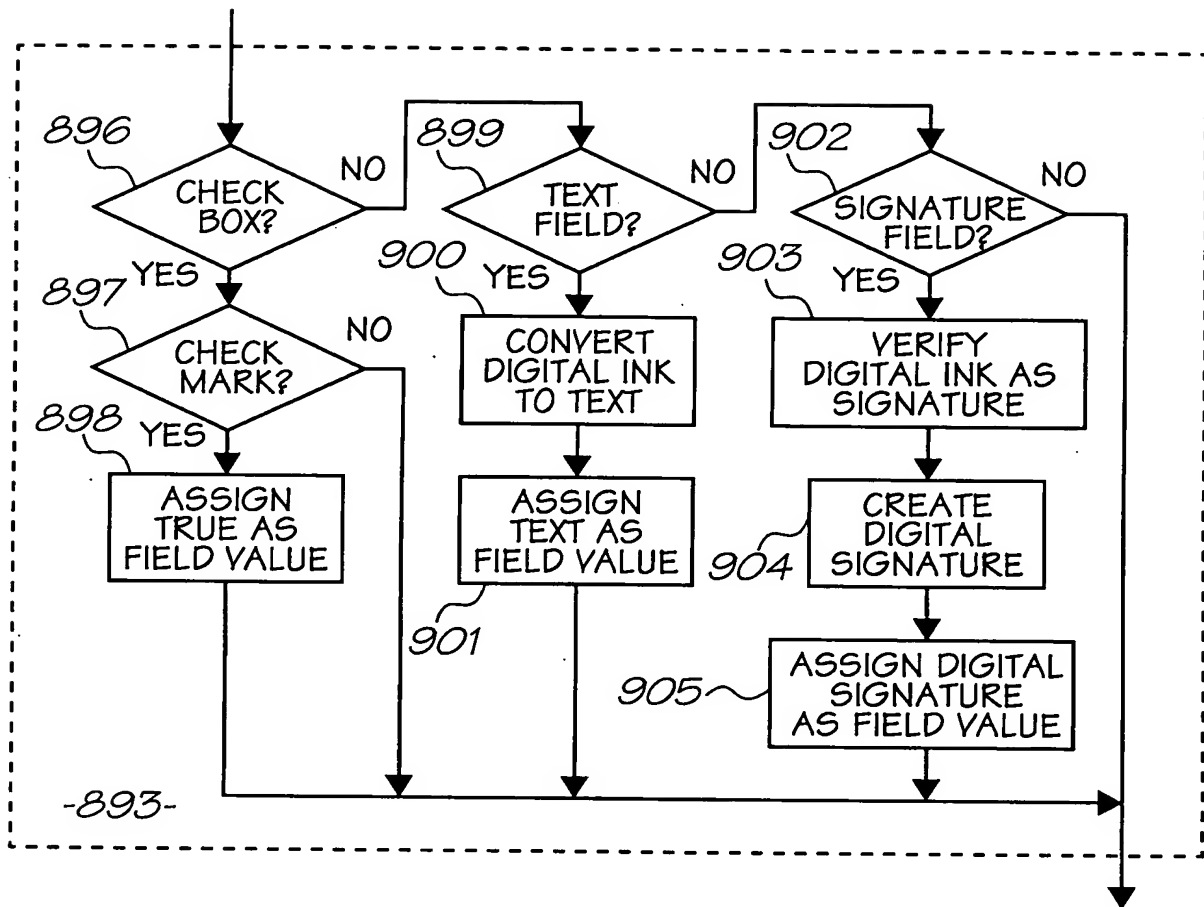 896
CHECK
BOX?
NO
YES
897
CHECK
MARK?
NO
YES
898
ASSIGN
TRUE AS
FIELD VALUE
899
TEXT
FIELD?
NO
YES
900
CONVERT
DIGITAL INK
TO TEXT
ASSIGN
TEXT AS
FIELD VALUE
901
902
SIGNATURE
FIELD?
NO
YES
903
VERIFY
DIGITAL INK AS
SIGNATURE
CREATE
DIGITAL
SIGNATURE
904
ASSIGN DIGITAL
SIGNATURE
AS FIELD VALUE
905
-893-